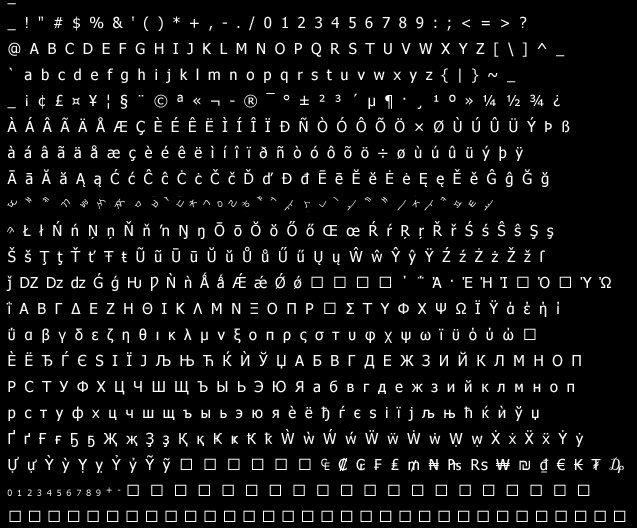 _
_ ! " # $ % & ' ( ) * + , - . / 0 1 2 3 4 5 6 7 8 9 : ; < = > ?
@ A B C D E F G H I J K L M N O P Q R S T U V W X Y Z [ \ ] ^ _
` a b c d e f g h i j k l m n o p q r s t u v w x y z { | } ~ _
_ ¡ ¢ £ ¤ ¥ ¦ § ¨ © ª « ¬ - ® ¯ ° ± ² ³ ´ µ ¶ · ¸ ¹ º » ¼ ½ ¾ ¿
À Á Â Ã Ä Å Æ Ç È É Ê Ë Ì Í Î Ï Ð Ñ Ò Ó Ô Õ Ö × Ø Ù Ú Û Ü Ý Þ ß
à á â ã ä å æ ç è é ê ë ì í î ï ð ñ ò ó ô õ ö ÷ ø ù ú û ü ý þ ÿ
Ā ā Ă ă Ą ą Ć ć Ĉ ĉ Ċ ċ Č č Ď ď Đ đ Ē ē Ĕ ĕ Ė ė Ę ę Ě ě Ĝ ĝ Ğ ğ
Ł ł Ń ń Ņ ņ Ň ň ŉ Ŋ ŋ Ō ō Ŏ ŏ Ő ő Œ œ Ŕ ŕ Ŗ ŗ Ř ř Ś ś Ŝ ŝ Ş ş
Š š Ţ ţ Ť ť Ŧ ŧ Ũ ũ Ū ū Ŭ ŭ Ů ů Ű ű Ų ų Ŵ ŵ Ŷ ŷ Ÿ Ź ź Ż ż Ž ž ſ
ǰ Ǳ ǲ ǳ Ǵ ǵ Ƕ Ƿ Ǹ ǹ Ǻ ǻ Ǽ ǽ Ǿ ǿ □ □ □ □ ΄ ΅ Ά · Έ Ή Ί □ Ό □ Ύ Ώ
ΐ Α Β Γ Δ Ε Ζ Η Θ Ι Κ Λ Μ Ν Ξ Ο Π Ρ □ Σ Τ Υ Φ Χ Ψ Ω Ϊ Ϋ ά έ ή ί
ΰ α β γ δ ε ζ η θ ι κ λ μ ν ξ ο π ρ ς σ τ υ φ χ ψ ω ϊ ϋ ό ύ ώ □
Ѐ Ё Ђ Ѓ Є Ѕ І Ї Ј Љ Њ Ћ Ќ Ѝ Ў Џ А Б В Г Д Е Ж З И Й К Л М Н О П
Р С Т У Ф Х Ц Ч Ш Щ Ъ Ы Ь Э Ю Я а б в г д е ж з и й к л м н о п
р с т у ф х ц ч ш щ ъ ы ь э ю я ѐ ё ђ ѓ є ѕ і ї ј љ њ ћ ќ ѝ ў џ
Ґ ґ Ғ ғ Ҕ ҕ Җ җ Ҙ ҙ Қ қ Ҝ ҝ Ҟ ҟ Ẁ ẁ Ẃ ẃ Ẅ ẅ Ẇ ẇ Ẉ ẉ Ẋ ẋ Ẍ ẍ Ẏ ẏ
Ự ự Ỳ ỳ Ỵ ỵ Ỷ ỷ Ỹ ỹ □ □ □ □ □ □ ₠ ₡ ₢ ₣ ₤ ₥ ₦ ₧ ₨ ₩ ₪ ₫ € ₭ ₮ ₯
0 1 2 3 4 5 6 7 8 9 + - □ □ □ □ □ □ □ □ □ □ □ □ □ □ □ □ □ □ □ □
□ □ □ □ □ □ □ □ □ □ □ □ □ □ □ □ □ □ □ □ □ □ □ □ □ □ □ □ □ □ □ □